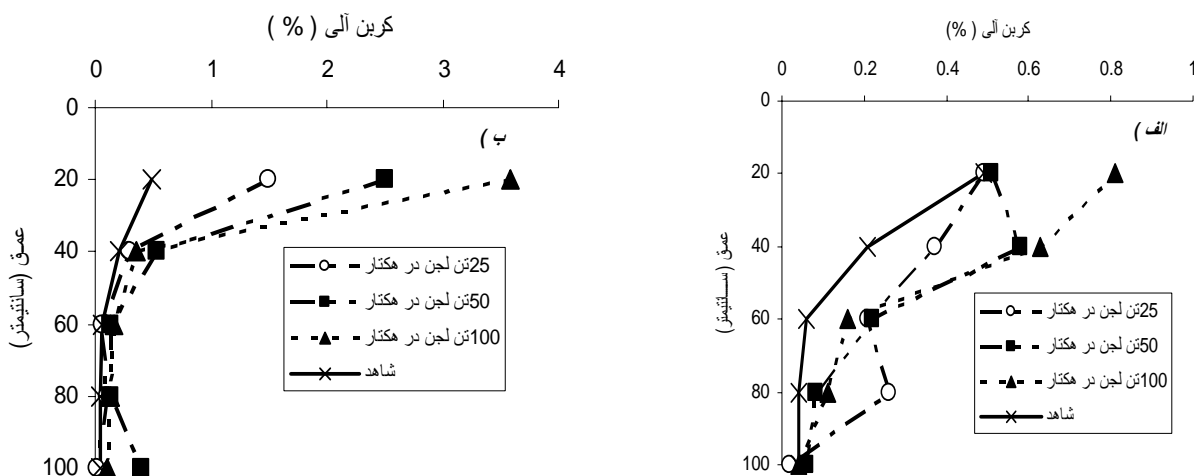 کربن آلی ( % )
0 1 2 3 4
0
20
40
60
80
100
عمق (سانتیمتر)
ب )
25تن لجن در هکتار
50تن لجن در هکتار
100تن لجن در هکتار
شاهد
کربن آلی ( %)
0 0.2 0.4 0.6 0.8 1
0
20
40
60
80
100
عمق (سـانتیمتر)
الف )
25تن لجن در هکتار
50تن لجن در هکتار
100تن لجن در هکتار
شاهد